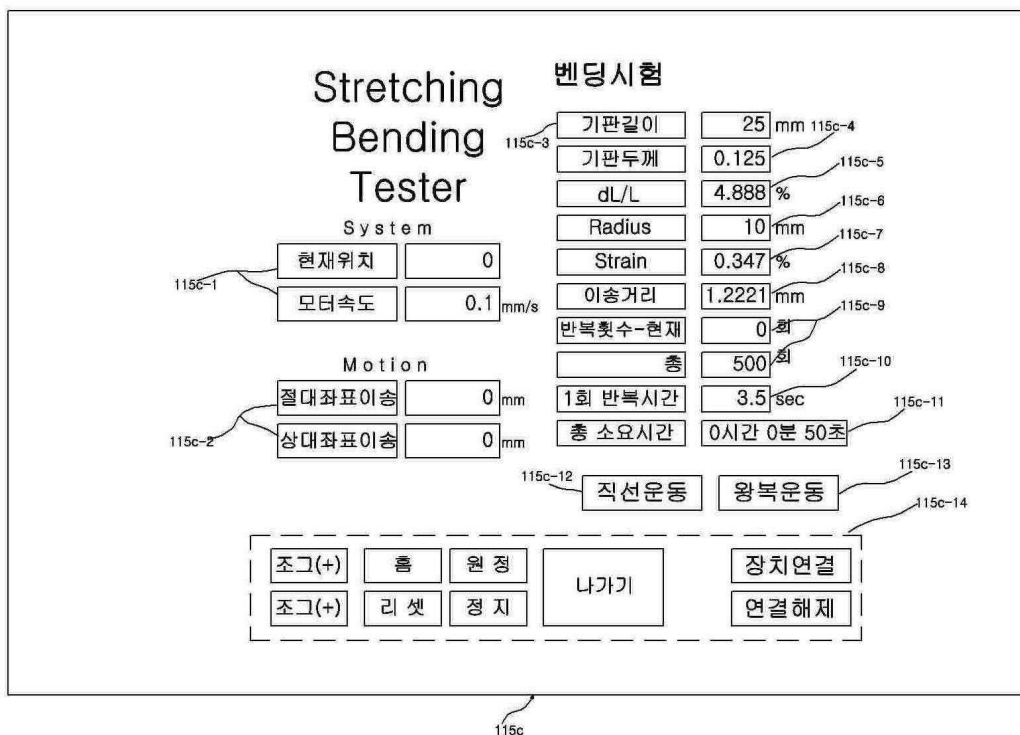 Stretching
Bending
Tester
System
현재위치 0
모터속도 0.1 mm/s
115c-1
Motion
절대좌표이송 0 mm
상대좌표이송 0 mm
115c-2
벤딩시험
115c-3
기판길이 25 mm 115c-4
기판두께 0.125
115c-5
dL/L 4.888 %
115c-6
Radius 10 mm
115c-7
Strain 0.347 %
115c-8
이송거리 1.2221 mm
115c-9
반복횟수-현재 0 회
총 500 회
115c-10
1회 반복시간 3.5 sec
115c-11
총 소요시간 0시간 0분 50초
115c-12 직선운동 왕복운동 115c-13
115c-14
조그(+) 홈 원 정 나가기 장치연결
조그(+) 리 셋 정 지 연결해제
115c